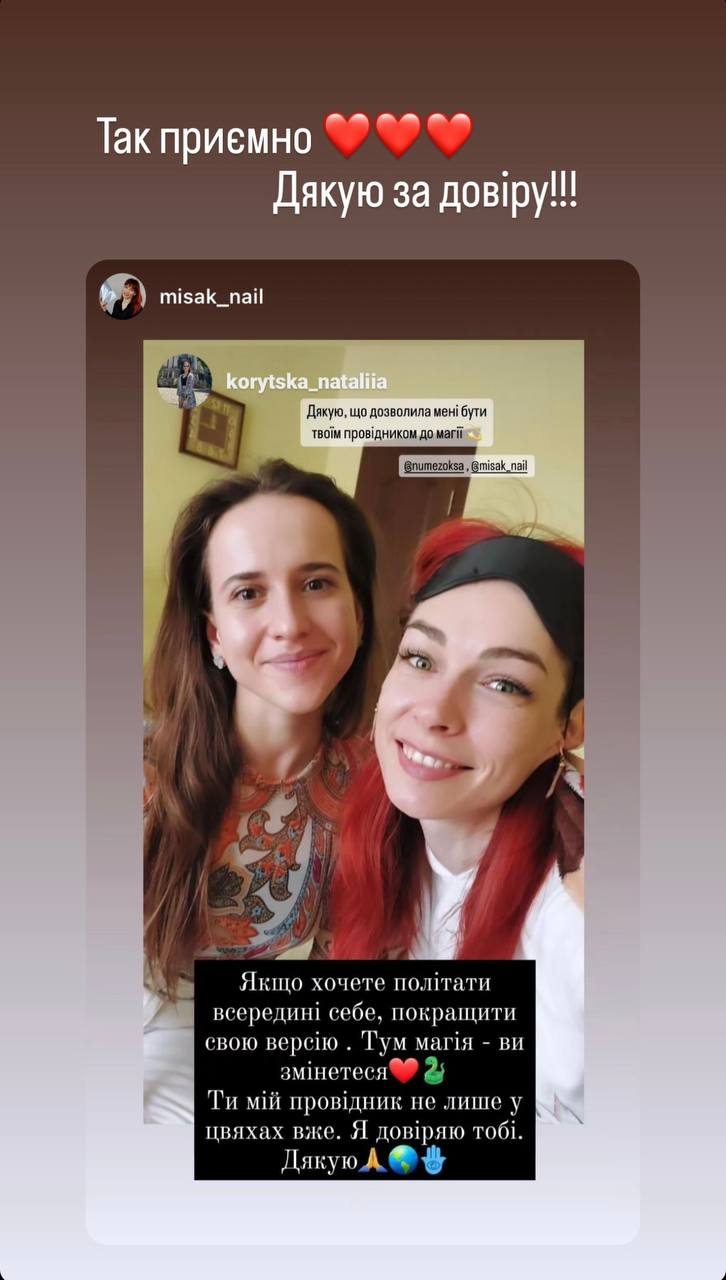 Так приємно ❤️❤️❤️
Дякую за довіру!!!
misak_nail
korytska_nataliia
Дякую, що дозволила мені бути
твоїм провідником до магії 💫
@numezoksa , @misak_nail
Якщо хочете політати
всередині себе, покращити
свою версію . Тум магія - ви
змінетеся❤️🐍
Ти мій провідник не лише у
цвяхах вже. Я довіряю тобі.
Дякую🙏🌎🪬